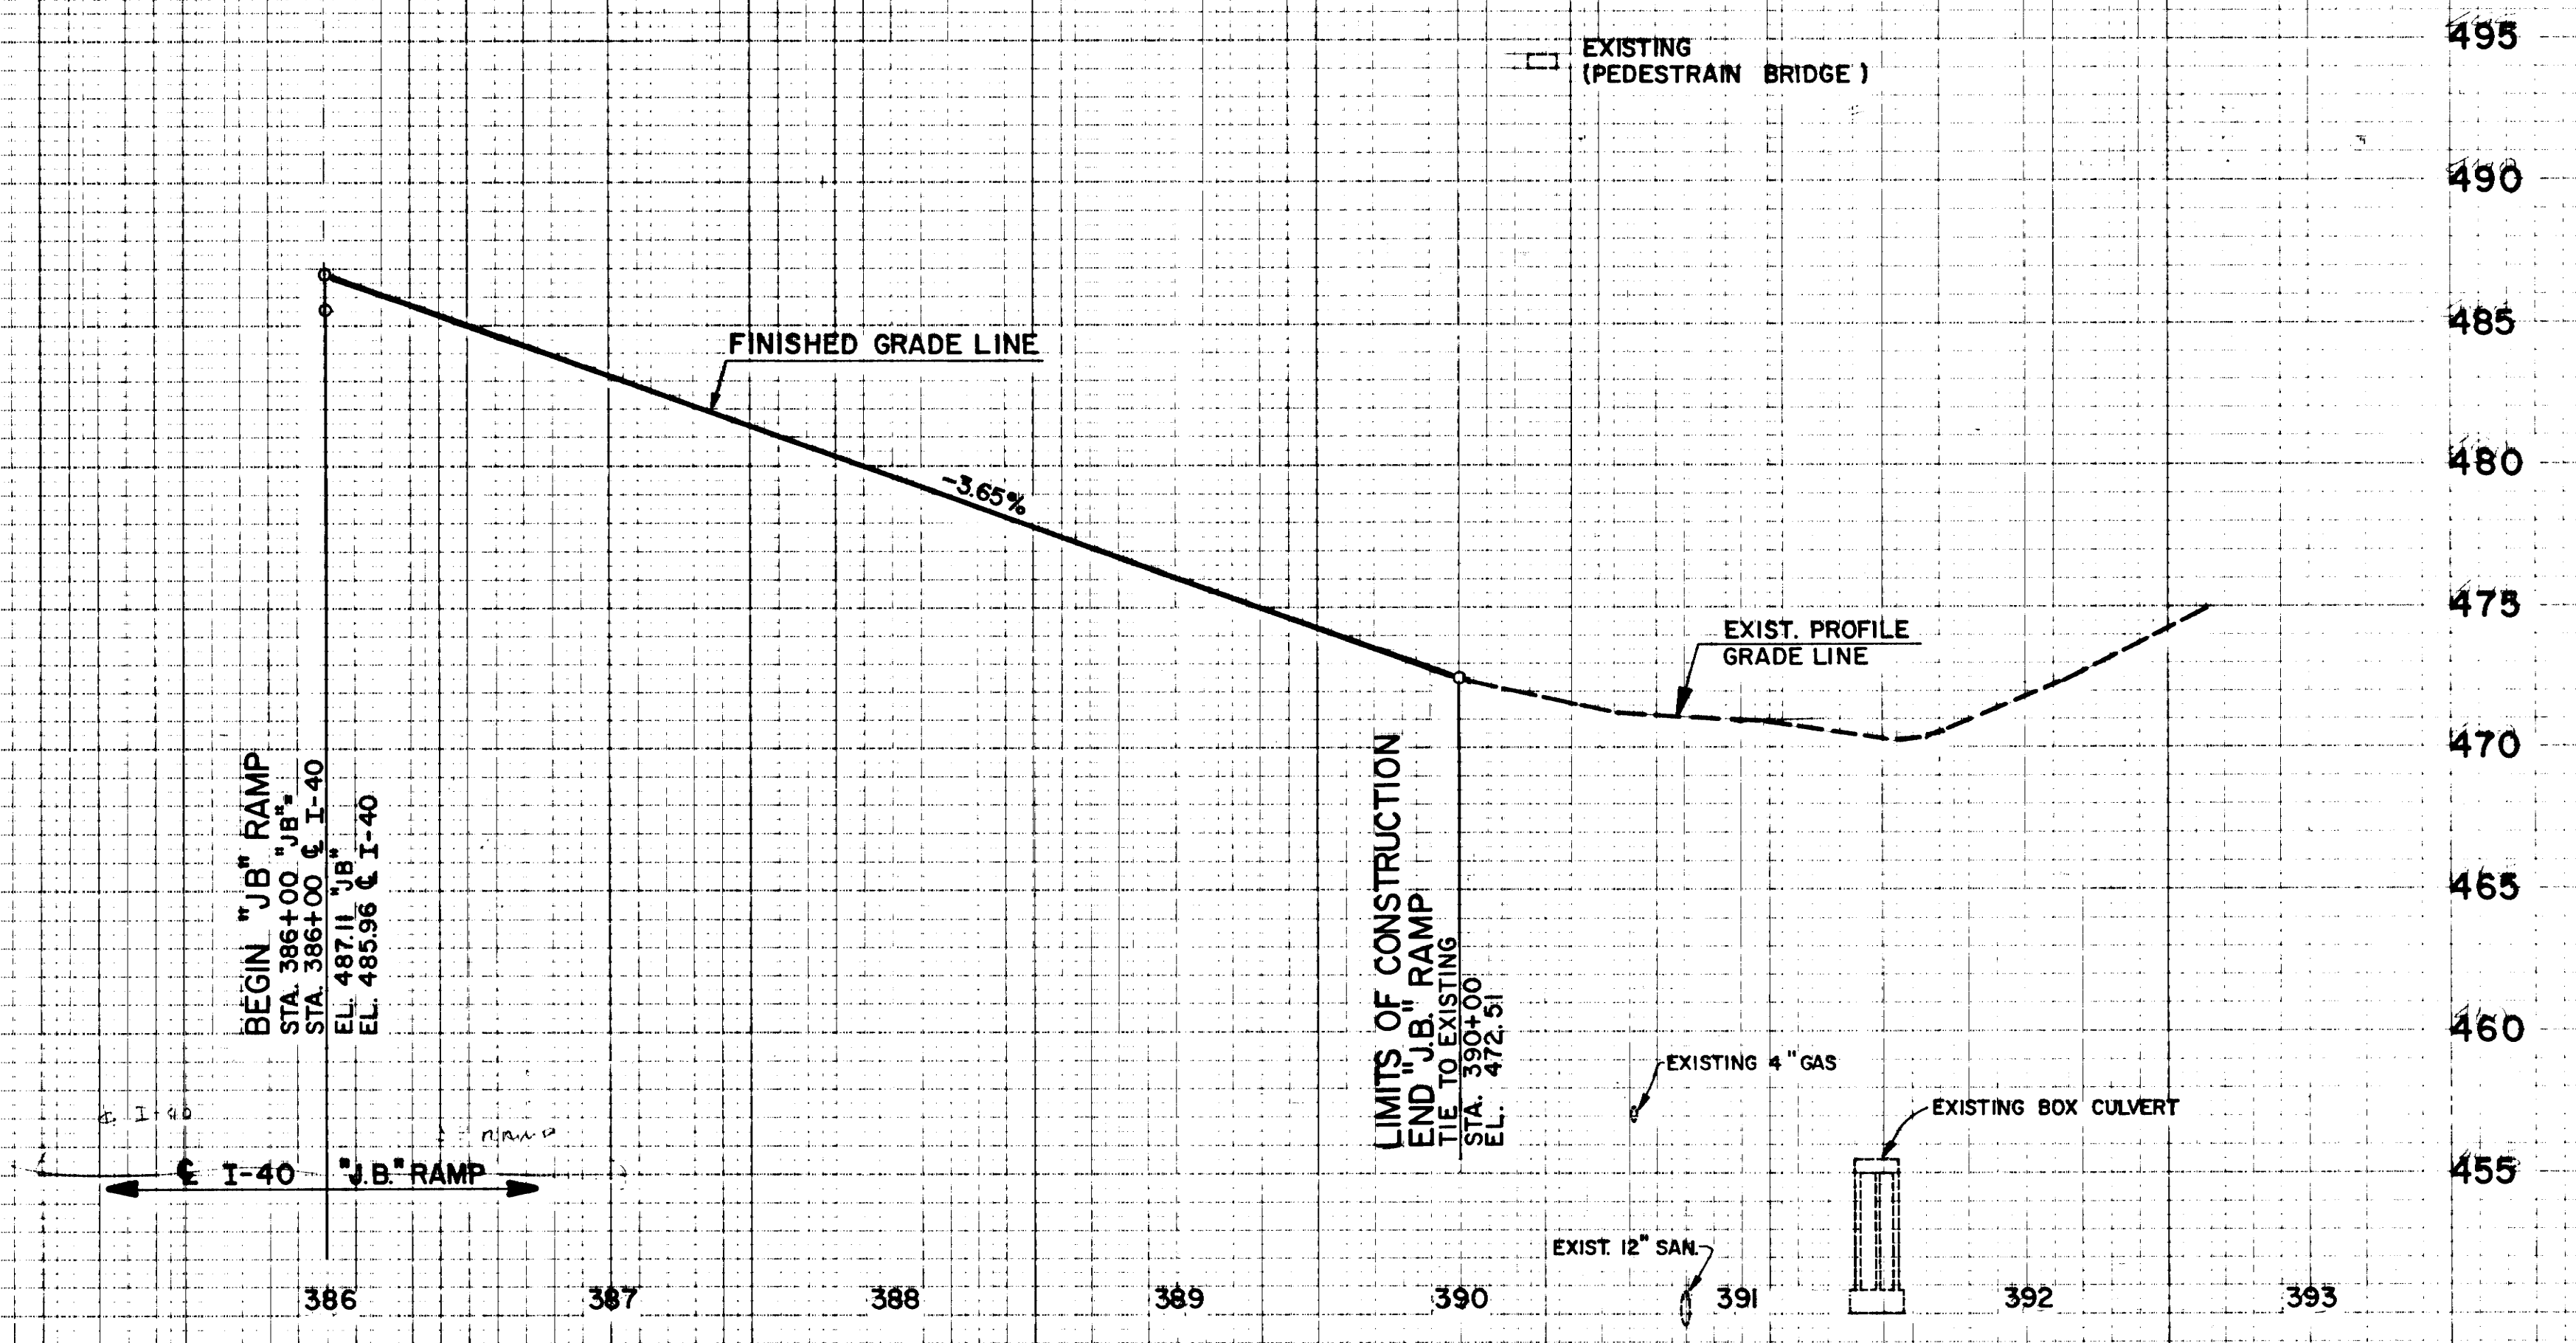 EXISTING
(PEDESTRAIN BRIDGE)
495
490
485
480
475
470
465
460
455
FINISHED GRADE LINE
-3.65%
EXIST. PROFILE
GRADE LINE
BEGIN "JB" RAMP
STA. 386+00 "JB"=
STA. 386+00 ℄ I-40
EL. 487.11 "JB"
EL. 485.96 ℄ I-40
LIMITS OF CONSTRUCTION
END "J.B." RAMP
TIE TO EXISTING
STA. 390+00
EL. 472.51
EXISTING 4" GAS
EXISTING BOX CULVERT
EXIST. 12" SAN.
℄ I-40
℄ I-40 "J.B." RAMP
386 387 388 389 390 391 392 393